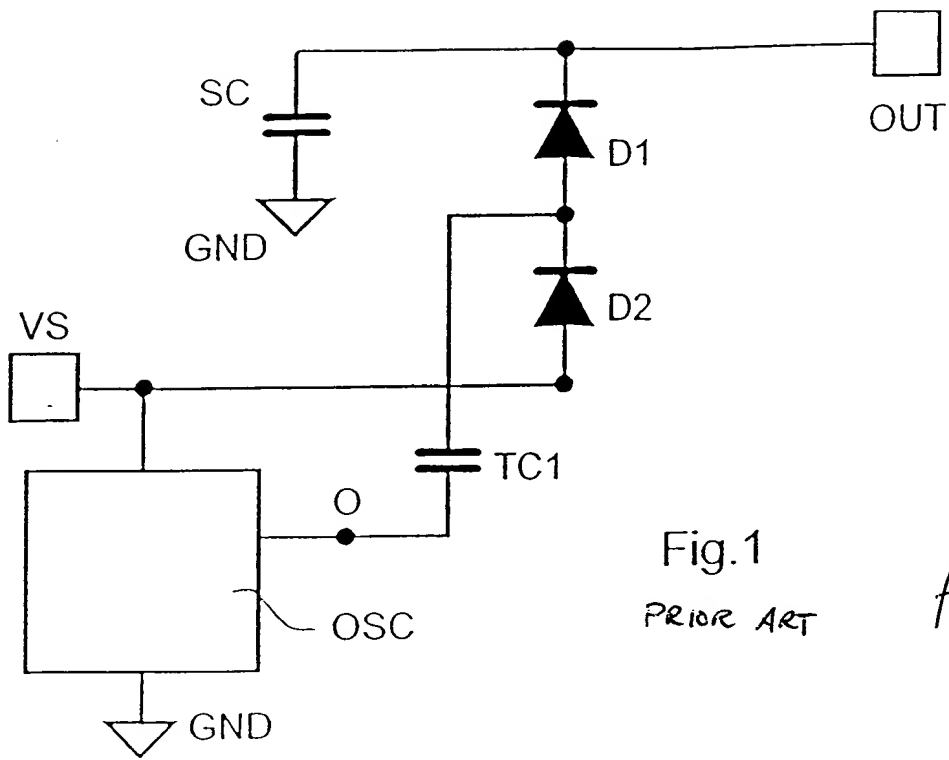 SC
D1
OUT
GND
D2
VS
TC1
O
OSC
Fig.1
PRIOR ART
GND